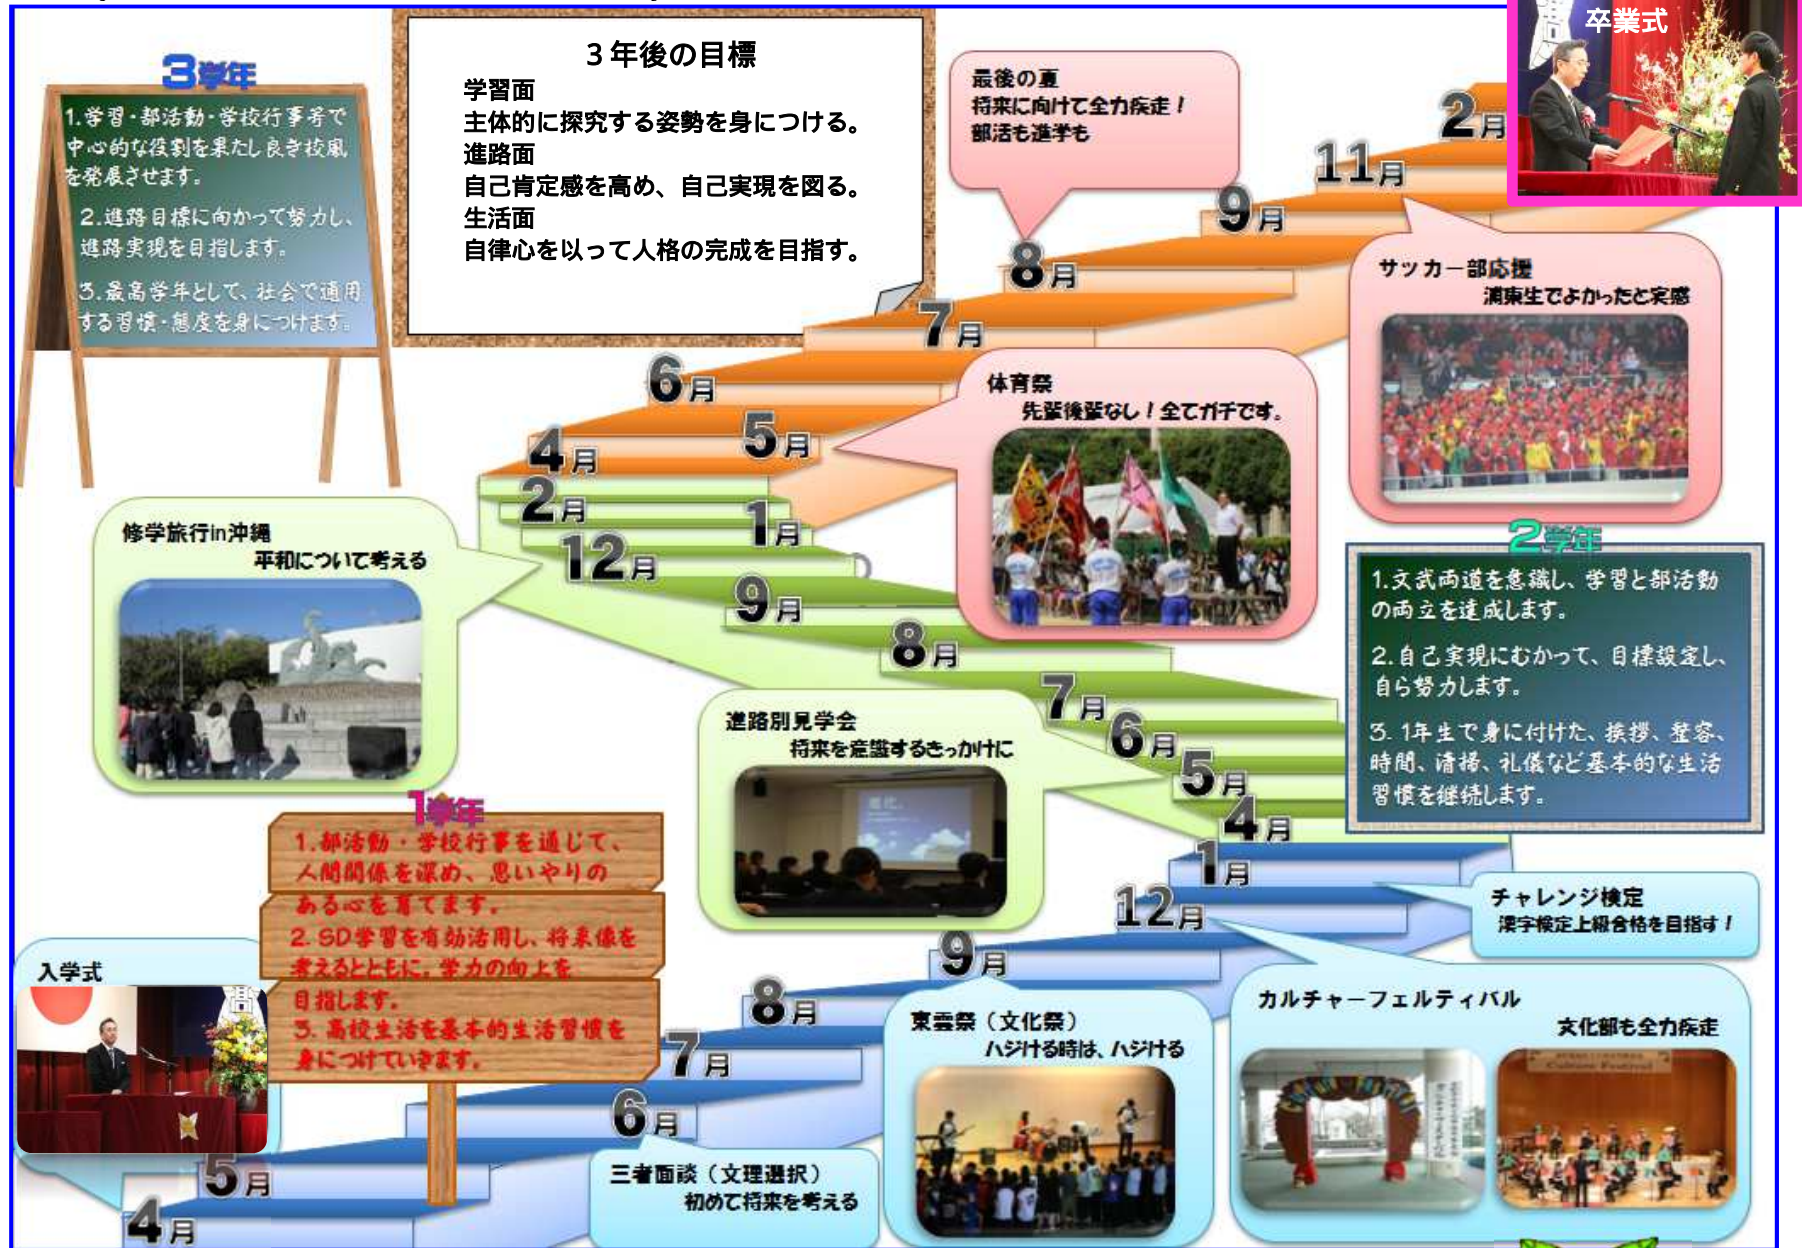 卒業式
高
3学年
1.学習・部活動・学校行事等で
中心的な役割を果たし良き校風
を発展させます。
2.進路目標に向かって努力し、
進路実現を目指します。
3.最高学年として、社会で通用
する習慣・態度を身につけます。
3年後の目標
学習面
主体的に探究する姿勢を身につける。
進路面
自己肯定感を高め、自己実現を図る。
生活面
自律心を以って人格の完成を目指す。
最後の夏
将来に向けて全力疾走！
部活も進学も
2月
11月
9月
8月
7月
6月
5月
4月
サッカー部応援
浦東生でよかったと実感
体育祭
先輩後輩なし！全てガチです。
2月
1月
12月
9月
8月
7月
6月
5月
4月
修学旅行in沖縄
平和について考える
2学年
1.文武両道を意識し、学習と部活動
の両立を達成します。
2.自己実現にむかって、目標設定し、
自ら努力します。
3. 1年生で身に付けた、挨拶、整容、
時間、清掃、礼儀など基本的な生活
習慣を継続します。
進路別見学会
将来を意識するきっかけに
進化。
1学年
1.部活動・学校行事を通じて、
人間関係を深め、思いやりの
ある心を育てます。
2. SD学習を有効活用し、将来像を
考えるとともに。学力の向上を
目指します。
3. 高校生活を基本的生活習慣を
身につけていきます。
1月
12月
9月
8月
7月
6月
5月
4月
チャレンジ検定
漢字検定上級合格を目指す！
入学式
高
東雲祭（文化祭）
ハジける時は、ハジける
カルチャーフェルティバル
文化部も全力疾走
Culture Festival
三者面談（文理選択）
初めて将来を考える